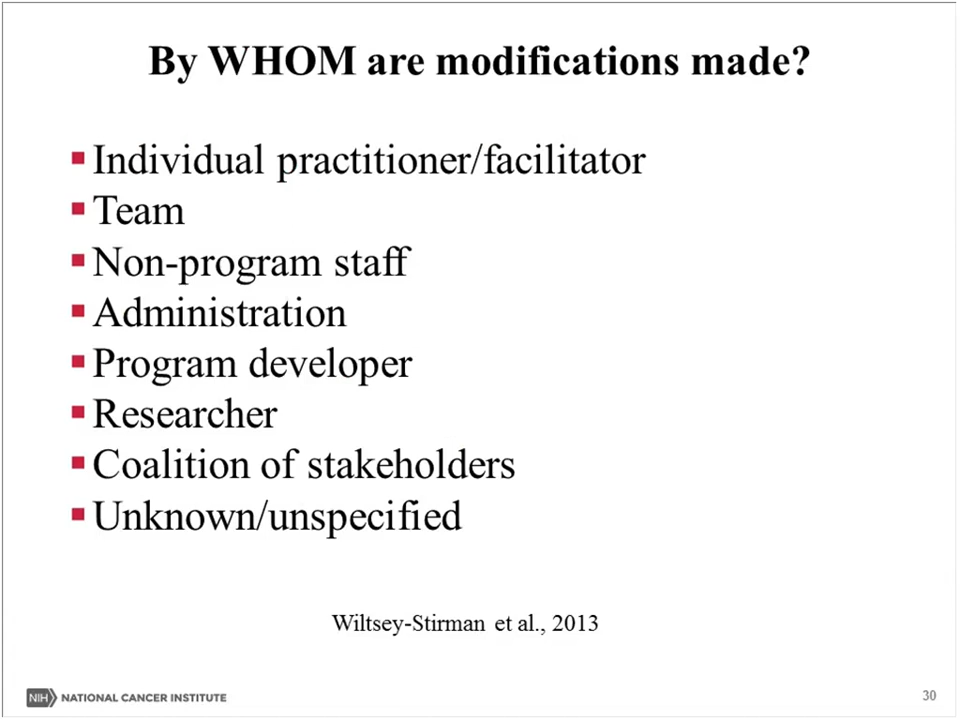 By WHOM are modifications made?
▪ Individual practitioner/facilitator
▪ Team
▪ Non-program staff
▪ Administration
▪ Program developer
▪ Researcher
▪ Coalition of stakeholders
▪ Unknown/unspecified
Wiltsey-Stirman et al., 2013
NIH NATIONAL CANCER INSTITUTE
30